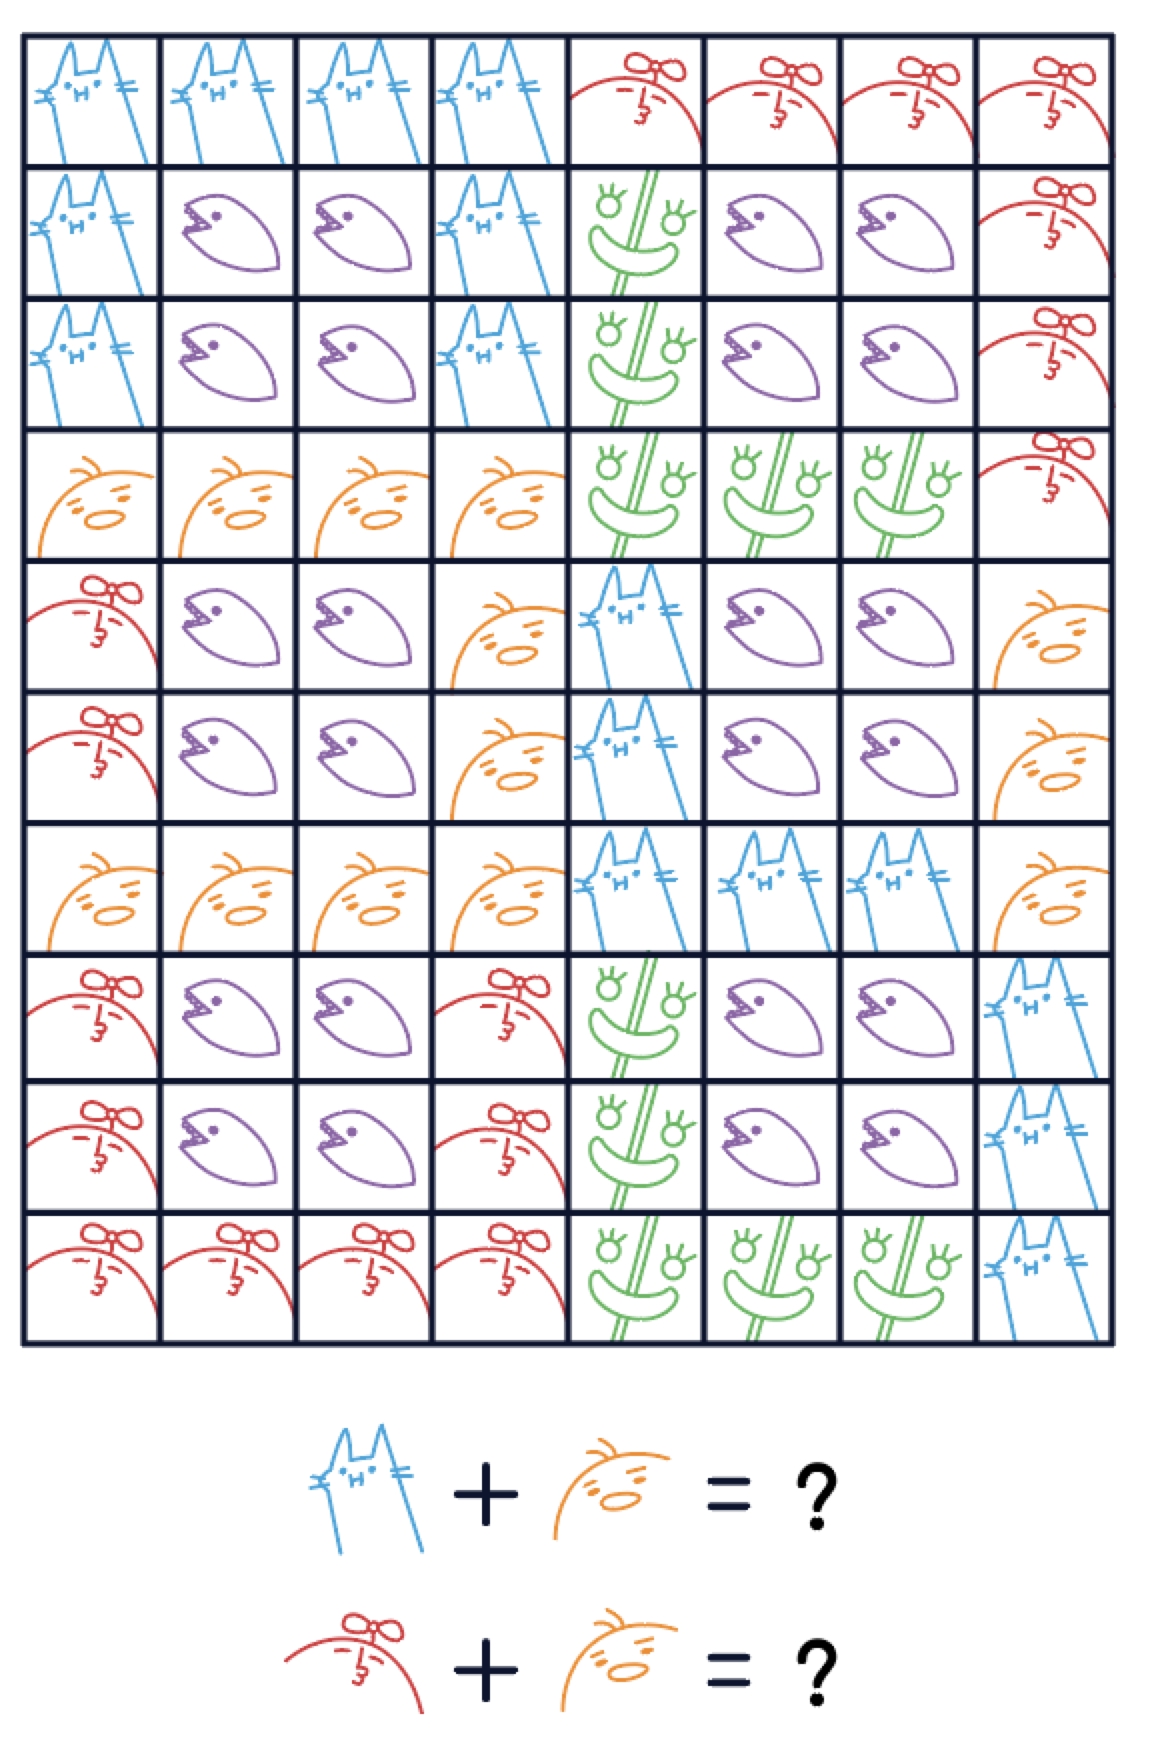 + = ?
+ = ?